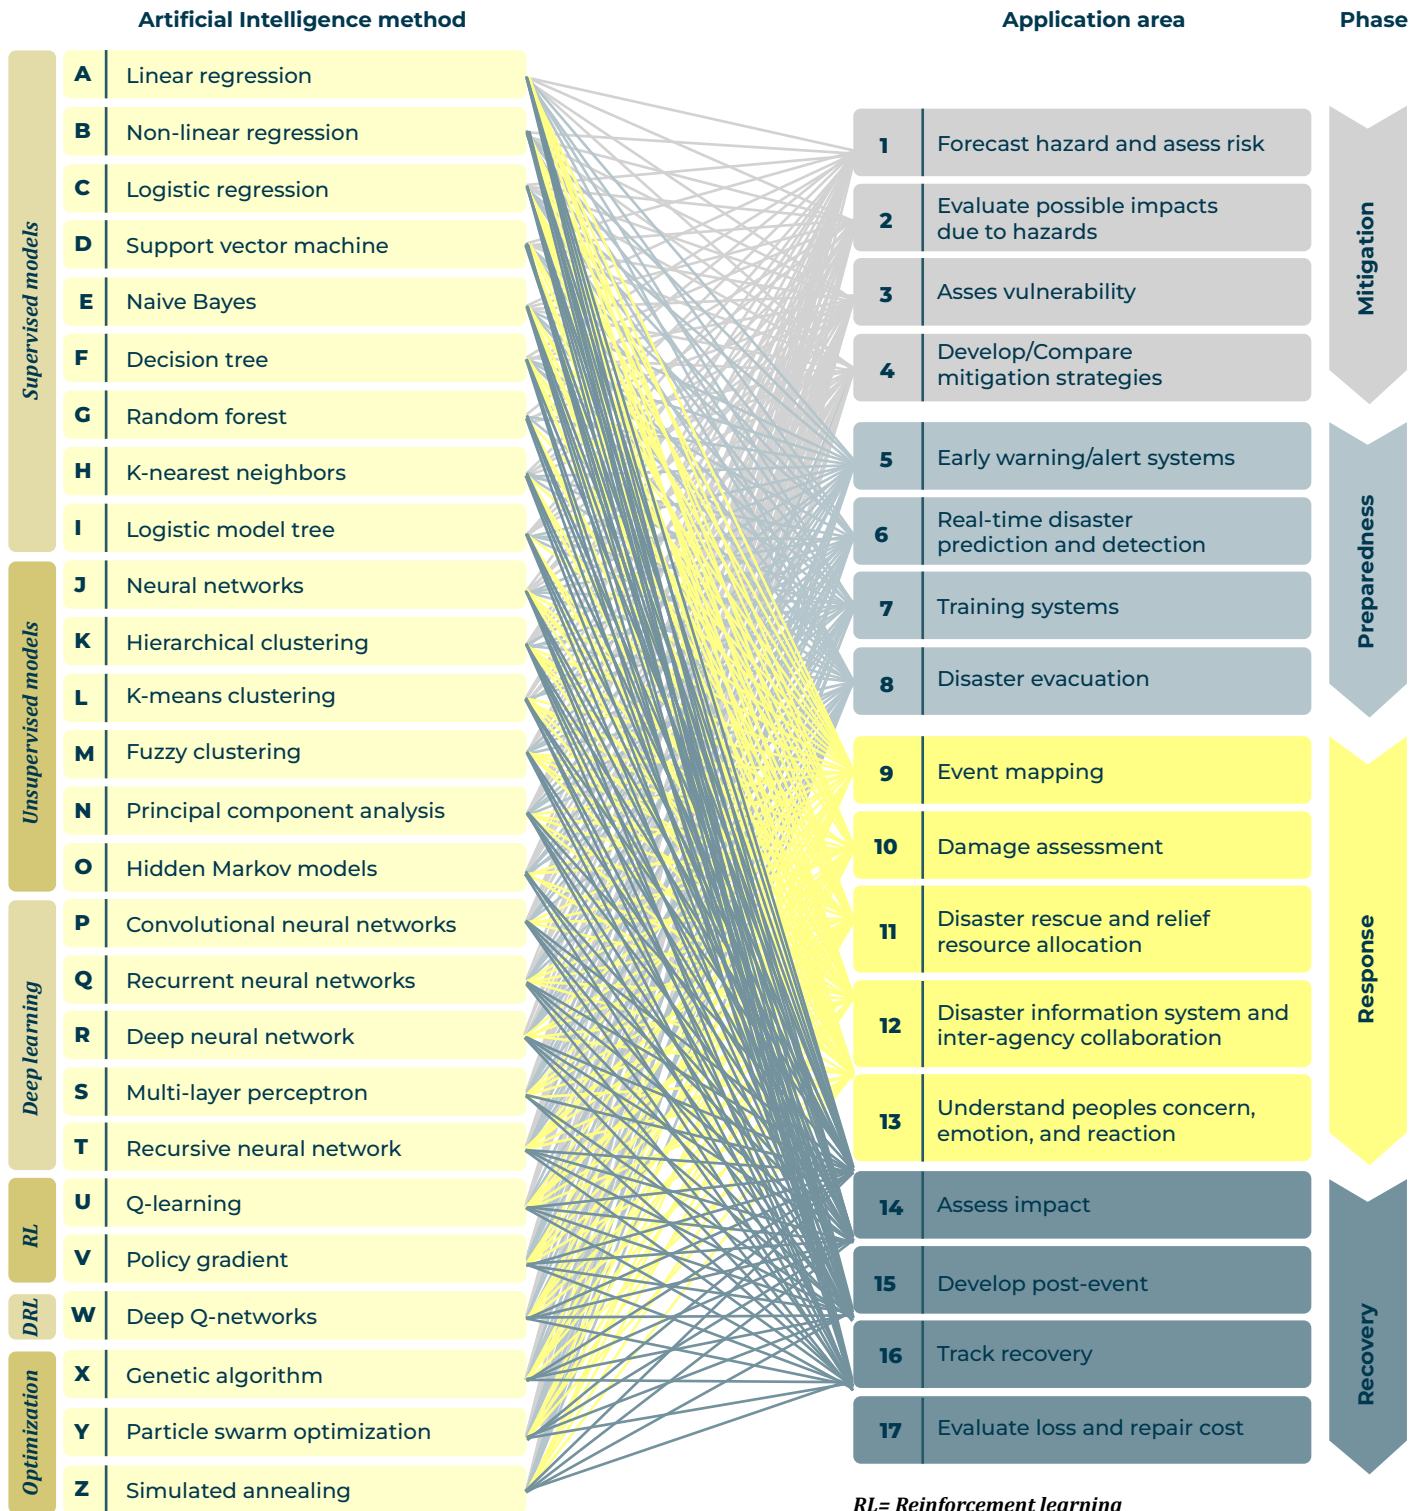 Artificial Intelligence method
Application area
Phase
Supervised models
A Linear regression
B Non-linear regression
C Logistic regression
D Support vector machine
E Naive Bayes
F Decision tree
G Random forest
H K-nearest neighbors
I Logistic model tree
Unsupervised models
J Neural networks
K Hierarchical clustering
L K-means clustering
M Fuzzy clustering
N Principal component analysis
O Hidden Markov models
Deep learning
P Convolutional neural networks
Q Recurrent neural networks
R Deep neural network
S Multi-layer perceptron
T Recursive neural network
RL
U Q-learning
V Policy gradient
DRL
W Deep Q-networks
Optimization
X Genetic algorithm
Y Particle swarm optimization
Z Simulated annealing
1 Forecast hazard and asess risk
2 Evaluate possible impacts
due to hazards
3 Asses vulnerability
4 Develop/Compare
mitigation strategies
Mitigation
5 Early warning/alert systems
6 Real-time disaster
prediction and detection
7 Training systems
8 Disaster evacuation
Preparedness
9 Event mapping
10 Damage assessment
11 Disaster rescue and relief
resource allocation
12 Disaster information system and
inter-agency collaboration
13 Understand peoples concern,
emotion, and reaction
Response
14 Assess impact
15 Develop post-event
16 Track recovery
17 Evaluate loss and repair cost
Recovery
RL= Reinforcement learning